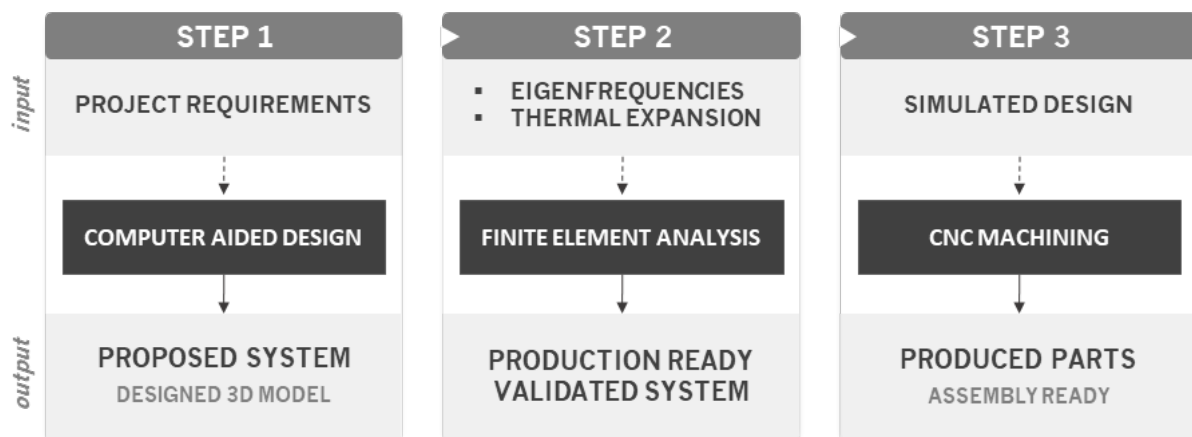 STEP 1
STEP 2
STEP 3
input
PROJECT REQUIREMENTS
▪ EIGENFREQUENCIES
▪ THERMAL EXPANSION
SIMULATED DESIGN
COMPUTER AIDED DESIGN
FINITE ELEMENT ANALYSIS
CNC MACHINING
output
PROPOSED SYSTEM
DESIGNED 3D MODEL
PRODUCTION READY
VALIDATED SYSTEM
PRODUCED PARTS
ASSEMBLY READY